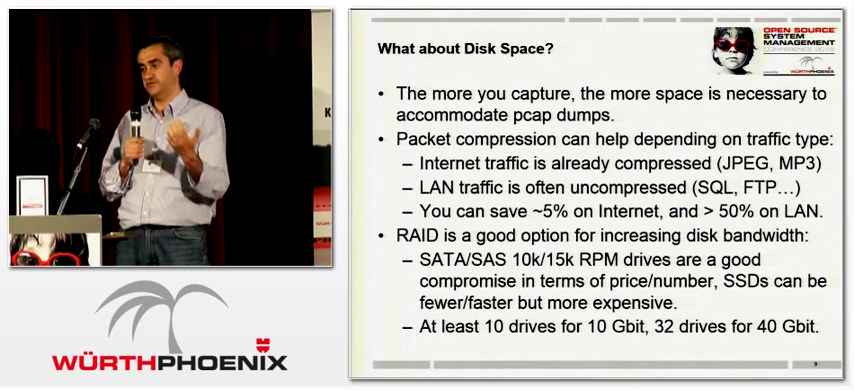 What about Disk Space?
OPEN SOURCE
SYSTEM
MANAGEMENT
WÜRTHPHOENIX
• The more you capture, the more space is necessary to
accommodate pcap dumps.
• Packet compression can help depending on traffic type:
– Internet traffic is already compressed (JPEG, MP3)
– LAN traffic is often uncompressed (SQL, FTP…)
– You can save ~5% on Internet, and > 50% on LAN.
• RAID is a good option for increasing disk bandwidth:
– SATA/SAS 10k/15k RPM drives are a good
compromise in terms of price/number, SSDs can be
fewer/faster but more expensive.
– At least 10 drives for 10 Gbit, 32 drives for 40 Gbit.
9
WÜRTHPHOENIX